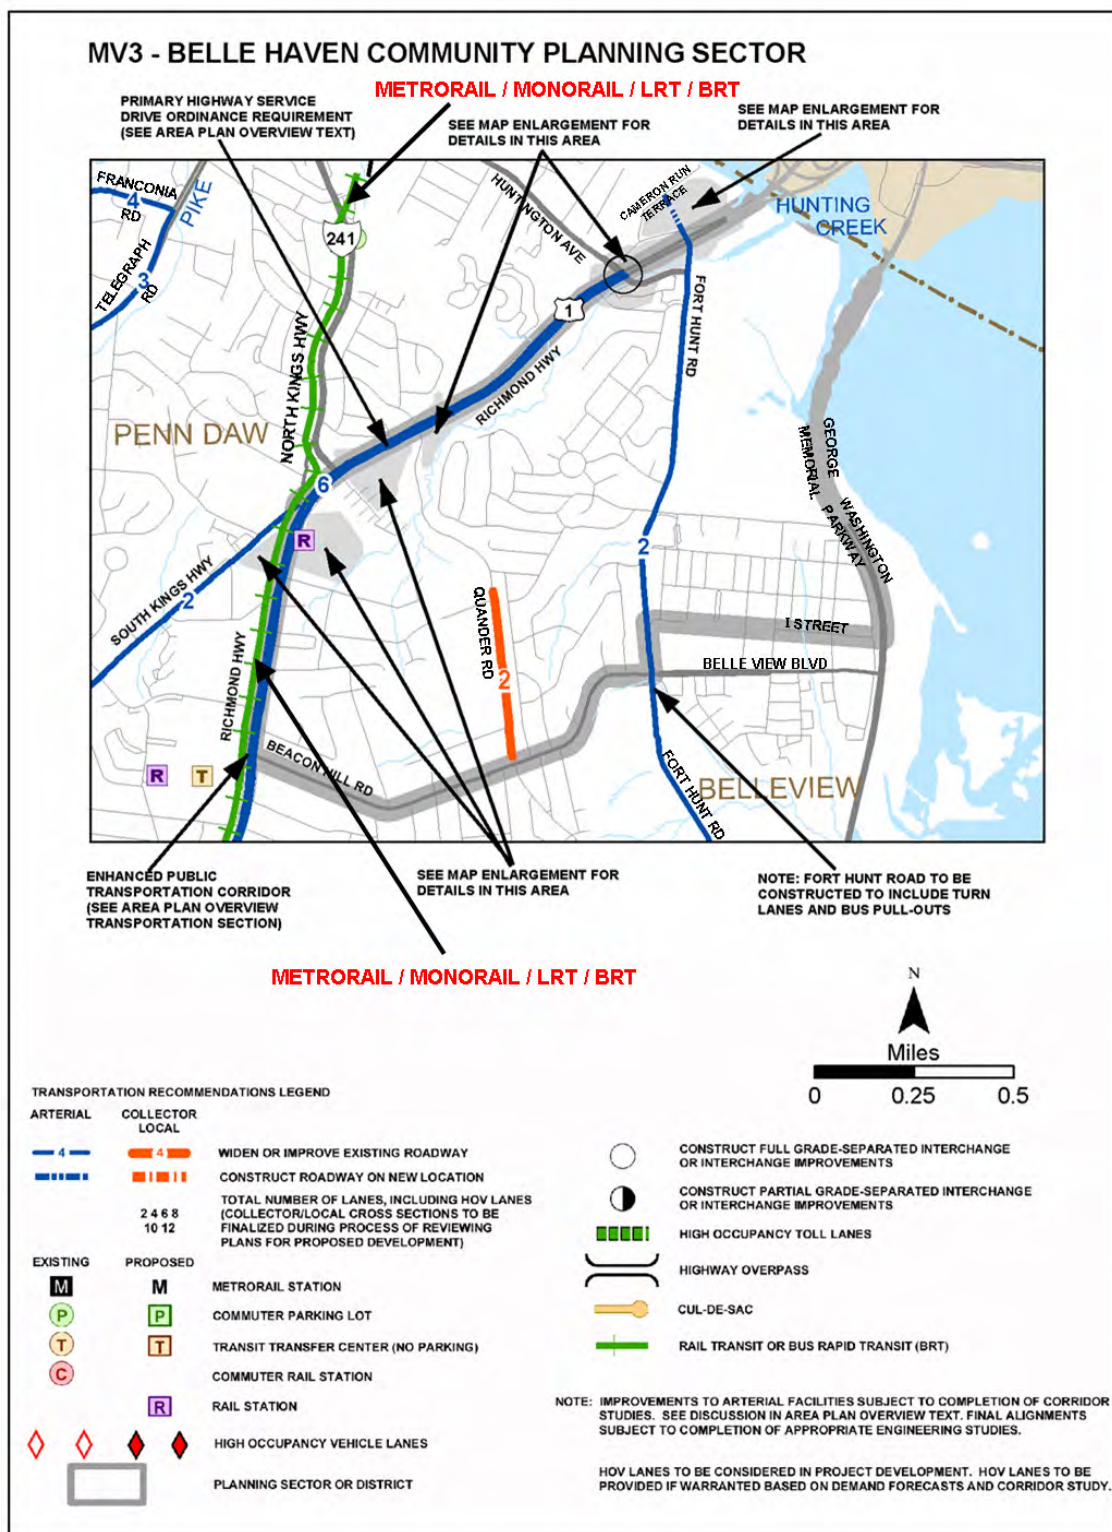 MV3 - BELLE HAVEN COMMUNITY PLANNING SECTOR
METRORAIL / MONORAIL / LRT / BRT
PRIMARY HIGHWAY SERVICE
DRIVE ORDINANCE REQUIREMENT
(SEE AREA PLAN OVERVIEW TEXT)
SEE MAP ENLARGEMENT FOR
DETAILS IN THIS AREA
SEE MAP ENLARGEMENT FOR
DETAILS IN THIS AREA
FRANCONIA
RD
4
PIKE
TELEGRAPH
RD
3
241
HUNTINGTON AVE
CAMERON RUN
TERRACE
HUNTING
CREEK
1
RICHMOND HWY
FORT HUNT RD
NORTH KINGS HWY
PENN DAW
6
R
GEORGE WASHINGTON
MEMORIAL PARKWAY
2
SOUTH KINGS HWY
2
QUANDER RD
2
I STREET
BELLE VIEW BLVD
RICHMOND HWY
BEACON HILL RD
R
T
FORT HUNT RD
BELLEVIEW
ENHANCED PUBLIC
TRANSPORTATION CORRIDOR
(SEE AREA PLAN OVERVIEW
TRANSPORTATION SECTION)
SEE MAP ENLARGEMENT FOR
DETAILS IN THIS AREA
NOTE: FORT HUNT ROAD TO BE
CONSTRUCTED TO INCLUDE TURN
LANES AND BUS PULL-OUTS
METRORAIL / MONORAIL / LRT / BRT
N
Miles
0 0.25 0.5
TRANSPORTATION RECOMMENDATIONS LEGEND
ARTERIAL
COLLECTOR
LOCAL
4 4 WIDEN OR IMPROVE EXISTING ROADWAY
CONSTRUCT ROADWAY ON NEW LOCATION
2 4 6 8
10 12
TOTAL NUMBER OF LANES, INCLUDING HOV LANES
(COLLECTOR/LOCAL CROSS SECTIONS TO BE
FINALIZED DURING PROCESS OF REVIEWING
PLANS FOR PROPOSED DEVELOPMENT)
EXISTING PROPOSED
M M METRORAIL STATION
P P COMMUTER PARKING LOT
T T TRANSIT TRANSFER CENTER (NO PARKING)
C COMMUTER RAIL STATION
R RAIL STATION
HIGH OCCUPANCY VEHICLE LANES
PLANNING SECTOR OR DISTRICT
CONSTRUCT FULL GRADE-SEPARATED INTERCHANGE
OR INTERCHANGE IMPROVEMENTS
CONSTRUCT PARTIAL GRADE-SEPARATED INTERCHANGE
OR INTERCHANGE IMPROVEMENTS
HIGH OCCUPANCY TOLL LANES
HIGHWAY OVERPASS
CUL-DE-SAC
RAIL TRANSIT OR BUS RAPID TRANSIT (BRT)
NOTE: IMPROVEMENTS TO ARTERIAL FACILITIES SUBJECT TO COMPLETION OF CORRIDOR
STUDIES. SEE DISCUSSION IN AREA PLAN OVERVIEW TEXT. FINAL ALIGNMENTS
SUBJECT TO COMPLETION OF APPROPRIATE ENGINEERING STUDIES.
HOV LANES TO BE CONSIDERED IN PROJECT DEVELOPMENT. HOV LANES TO BE
PROVIDED IF WARRANTED BASED ON DEMAND FORECASTS AND CORRIDOR STUDY.